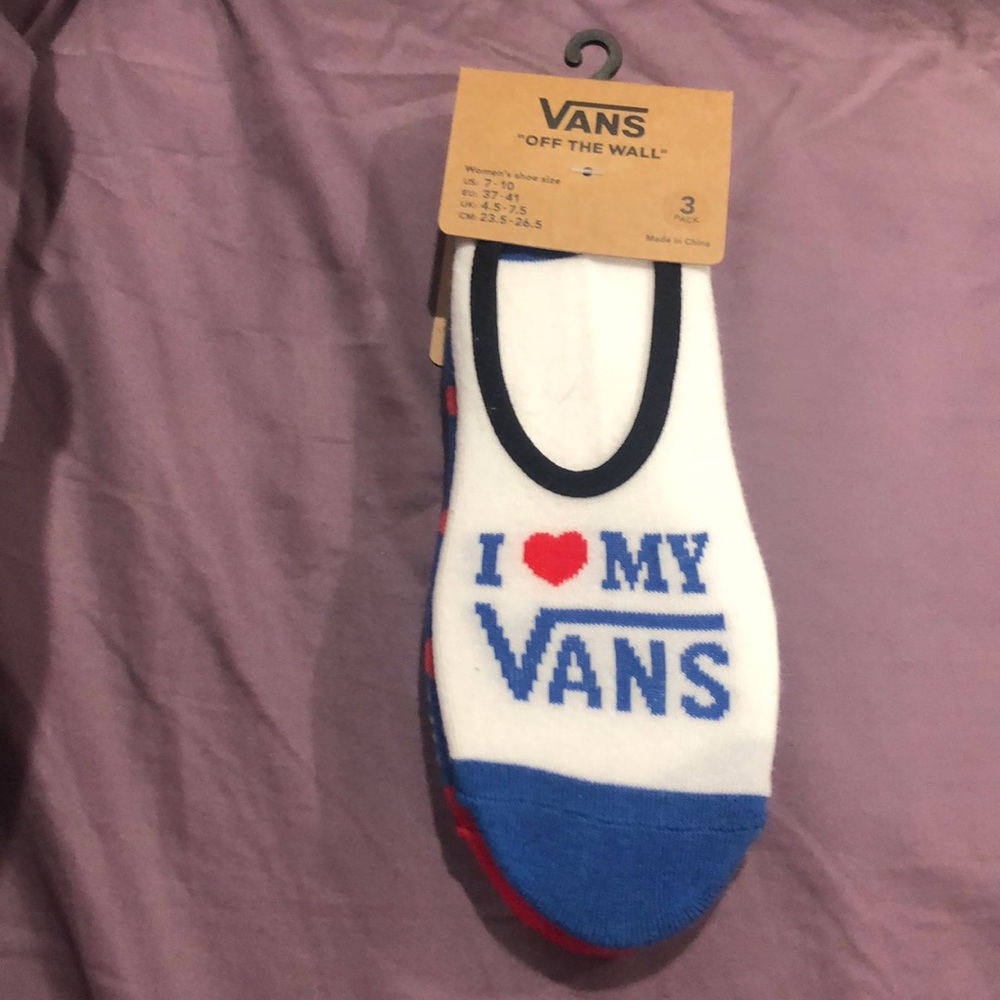 VANS
"OFF THE WALL"
Women's shoe size
US: 7-10
EU: 37-41
UK: 4.5-7.5
CM: 23.5-26.5
3
PACK
Made in China
I ❤ MY
VANS